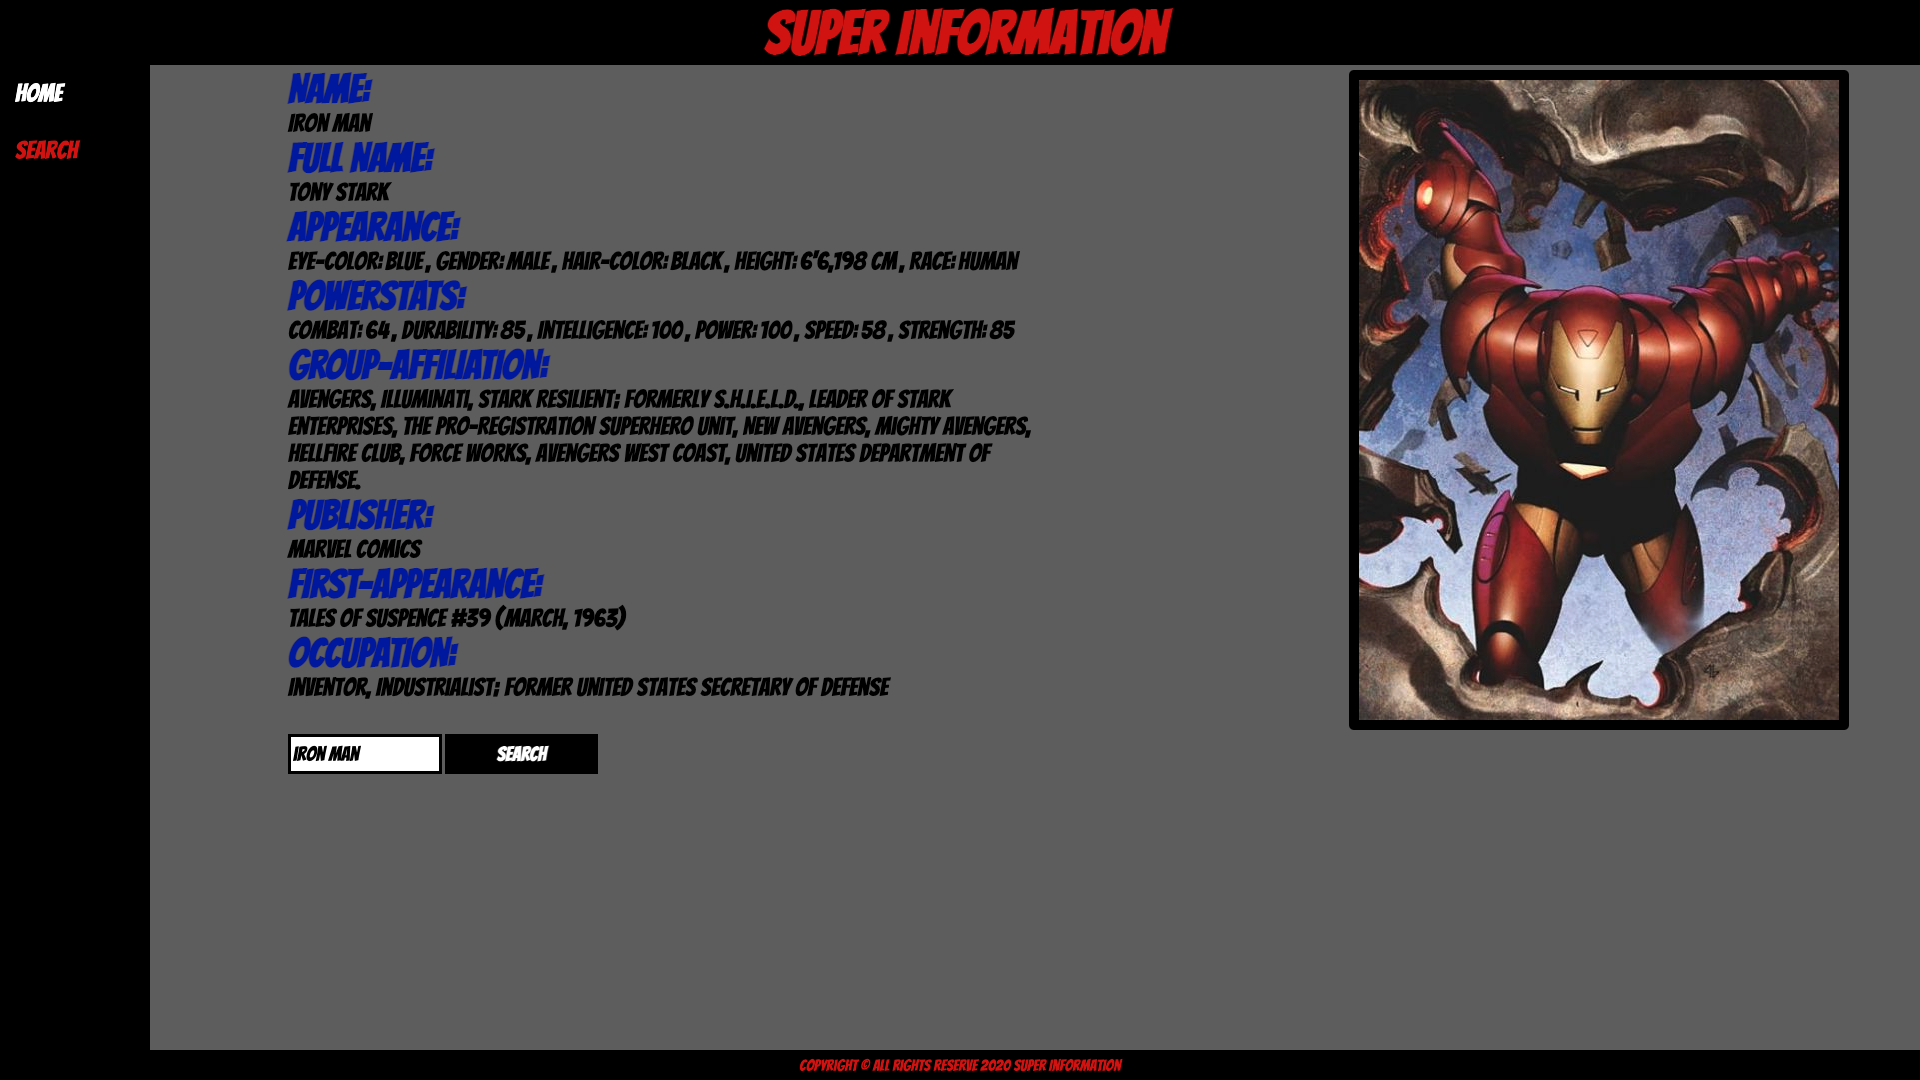 SUPER INFORMATION
HOME
SEARCH
NAME:
IRON MAN
FULL NAME:
TONY STARK
APPEARANCE:
EYE-COLOR: BLUE , GENDER: MALE , HAIR-COLOR: BLACK , HEIGHT: 6'6,198 CM , RACE: HUMAN
POWERSTATS:
COMBAT: 64 , DURABILITY: 85 , INTELLIGENCE: 100 , POWER: 100 , SPEED: 58 , STRENGTH: 85
GROUP-AFFILIATION:
AVENGERS, ILLUMINATI, STARK RESILIENT; FORMERLY S.H.I.E.L.D., LEADER OF STARK
ENTERPRISES, THE PRO-REGISTRATION SUPERHERO UNIT, NEW AVENGERS, MIGHTY AVENGERS,
HELLFIRE CLUB, FORCE WORKS, AVENGERS WEST COAST, UNITED STATES DEPARTMENT OF
DEFENSE.
PUBLISHER:
MARVEL COMICS
FIRST-APPEARANCE:
TALES OF SUSPENCE #39 (MARCH, 1963)
OCCUPATION:
INVENTOR, INDUSTRIALIST; FORMER UNITED STATES SECRETARY OF DEFENSE
IRON MAN
SEARCH
COPYRIGHT © ALL RIGHTS RESERVE 2020 SUPER INFORMATION